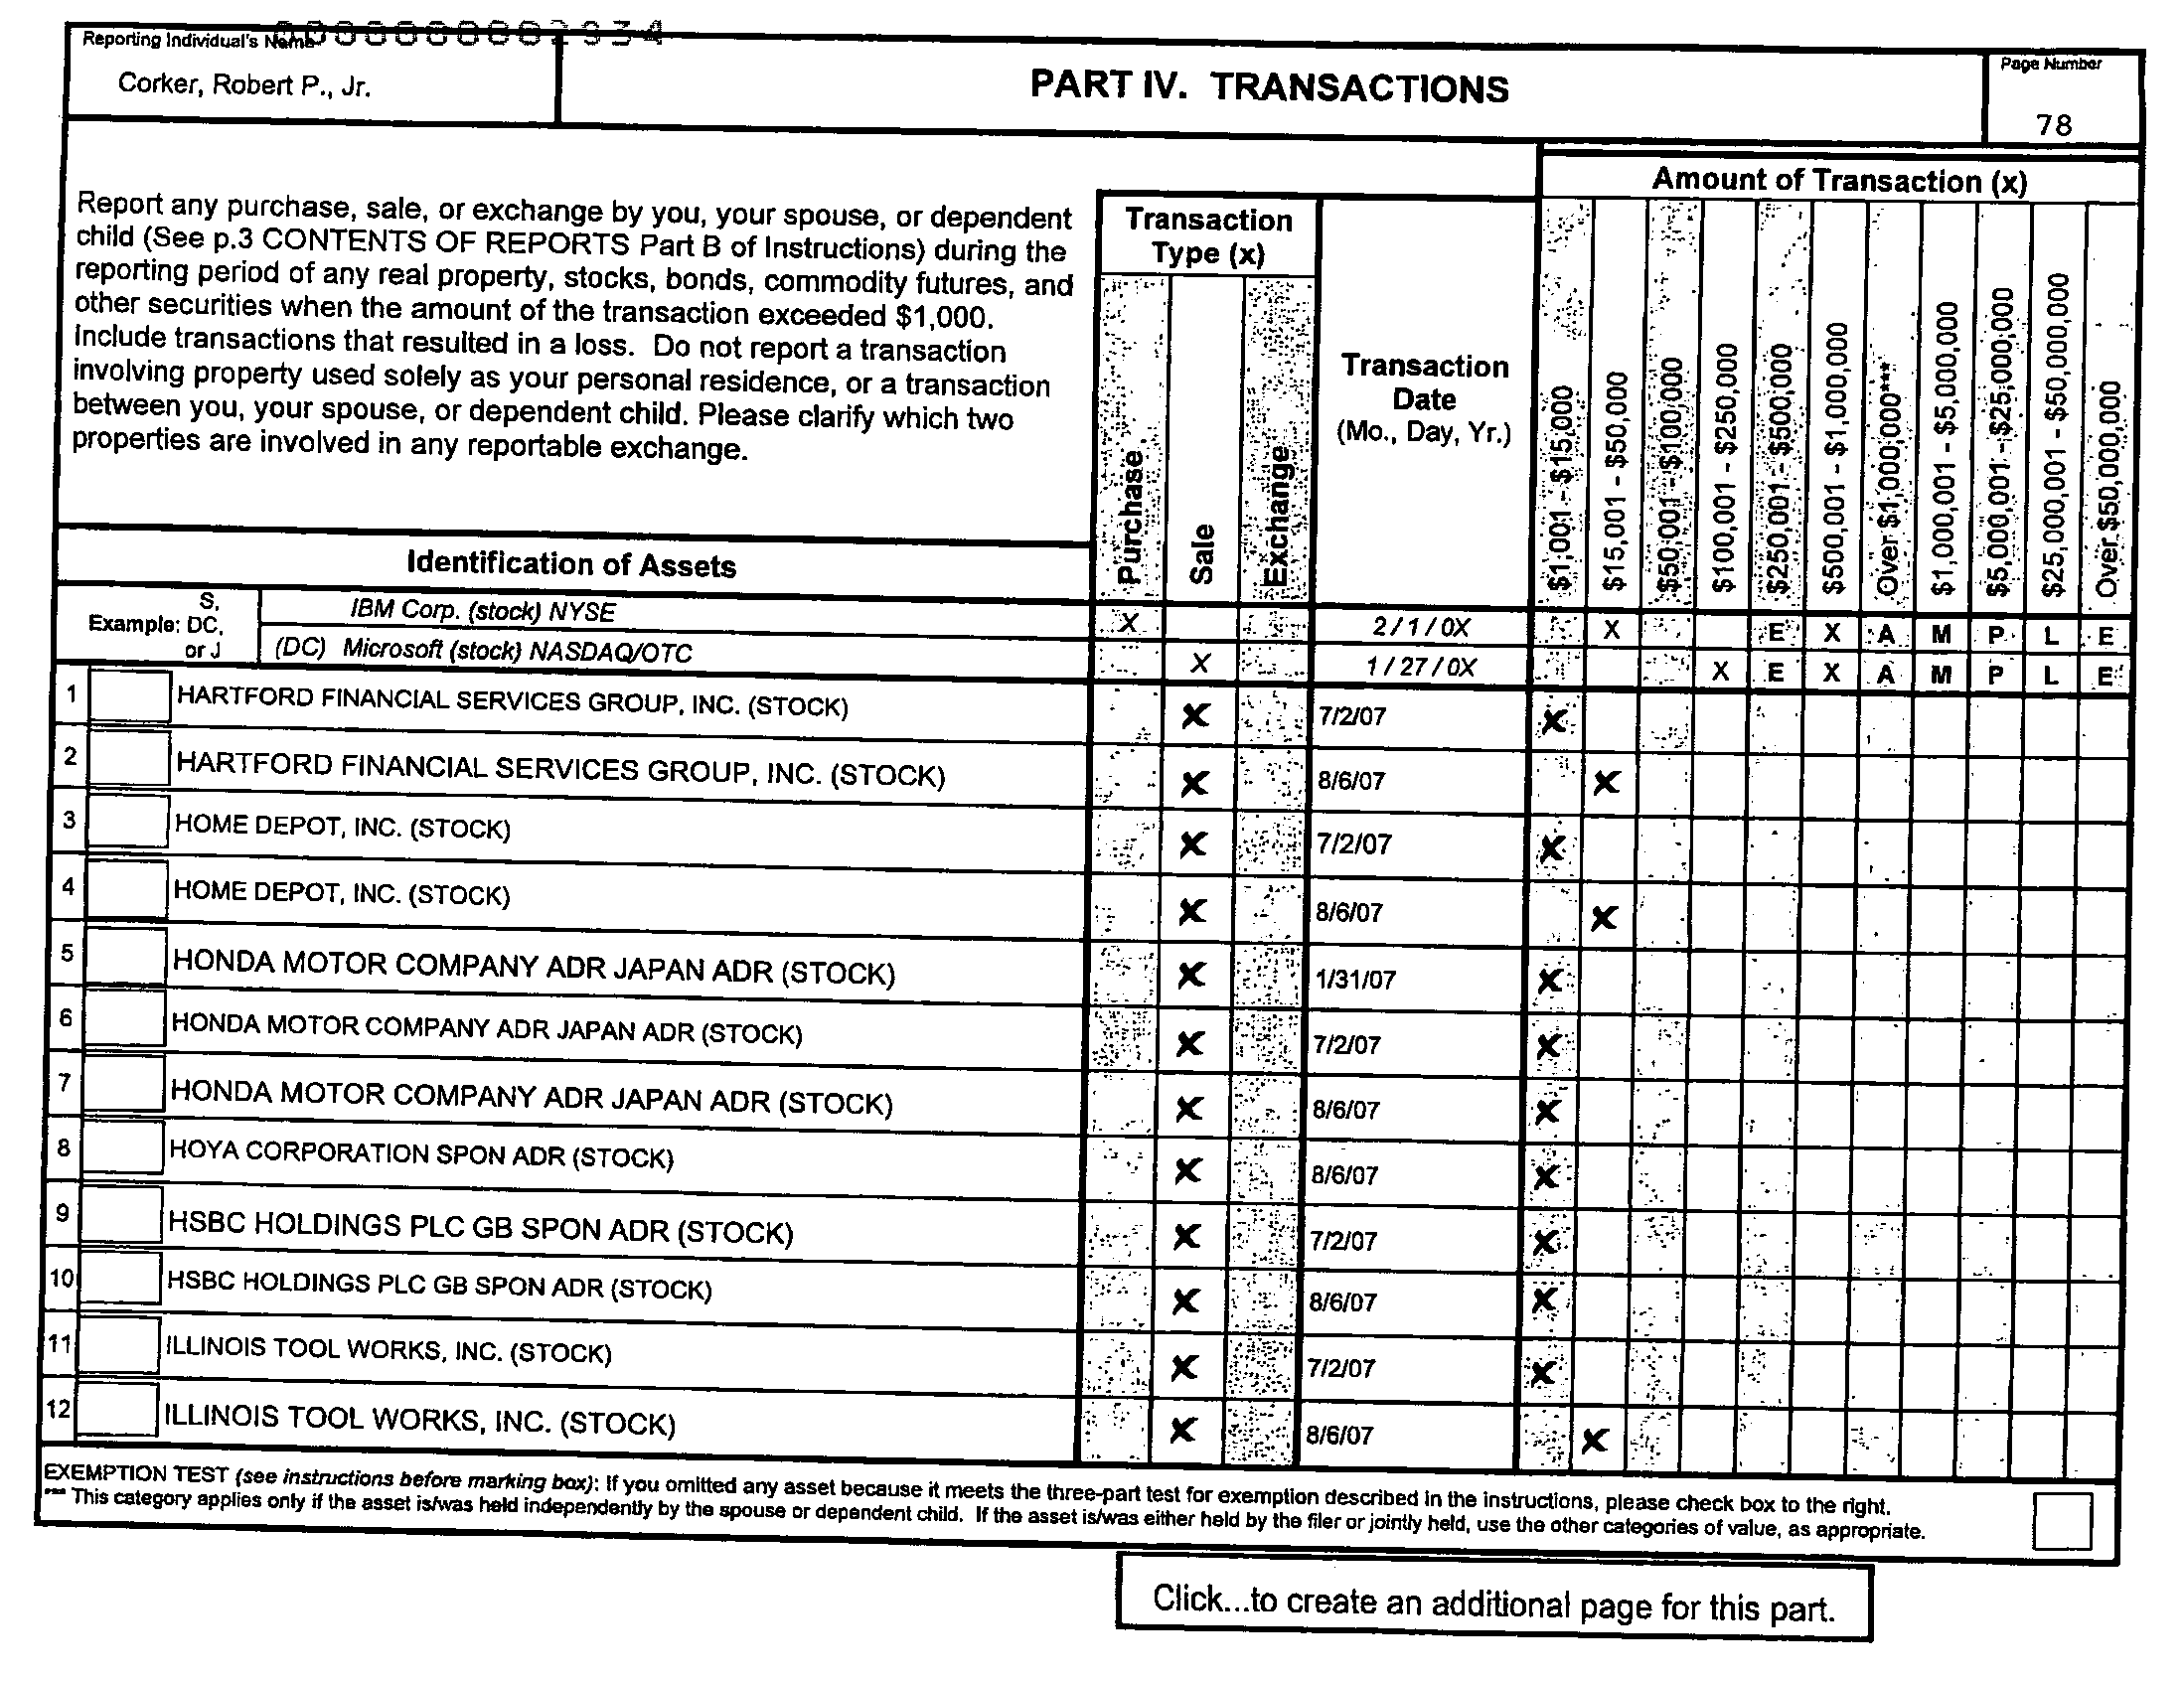 000000002934
Reporting Individual's Name
Corker, Robert P., Jr.
PART IV. TRANSACTIONS
Page Number
78
Report any purchase, sale, or exchange by you, your spouse, or dependent
child (See p.3 CONTENTS OF REPORTS Part B of Instructions) during the
reporting period of any real property, stocks, bonds, commodity futures, and
other securities when the amount of the transaction exceeded $1,000.
Include transactions that resulted in a loss. Do not report a transaction
involving property used solely as your personal residence, or a transaction
between you, your spouse, or dependent child. Please clarify which two
properties are involved in any reportable exchange.
Identification of Assets
Transaction
Type (x)
Purchase
Sale
Exchange
Transaction
Date
(Mo., Day, Yr.)
Amount of Transaction (x)
$1,001 - $15,000
$15,001 - $50,000
$50,001 - $100,000
$100,001 - $250,000
$250,001 - $500,000
$500,001 - $1,000,000
Over $1,000,000***
$1,000,001 - $5,000,000
$5,000,001 - $25,000,000
$25,000,001 - $50,000,000
Over $50,000,000
Example: S, DC, or J
IBM Corp. (stock) NYSE X 2 / 1 / 0X X E X A M P L E
(DC) Microsoft (stock) NASDAQ/OTC X 1 / 27 / 0X X E X A M P L E
1 HARTFORD FINANCIAL SERVICES GROUP, INC. (STOCK) X 7/2/07 X
2 HARTFORD FINANCIAL SERVICES GROUP, INC. (STOCK) X 8/6/07 X
3 HOME DEPOT, INC. (STOCK) X 7/2/07 X
4 HOME DEPOT, INC. (STOCK) X 8/6/07 X
5 HONDA MOTOR COMPANY ADR JAPAN ADR (STOCK) X 1/31/07 X
6 HONDA MOTOR COMPANY ADR JAPAN ADR (STOCK) X 7/2/07 X
7 HONDA MOTOR COMPANY ADR JAPAN ADR (STOCK) X 8/6/07 X
8 HOYA CORPORATION SPON ADR (STOCK) X 8/6/07 X
9 HSBC HOLDINGS PLC GB SPON ADR (STOCK) X 7/2/07 X
10 HSBC HOLDINGS PLC GB SPON ADR (STOCK) X 8/6/07 X
11 ILLINOIS TOOL WORKS, INC. (STOCK) X 7/2/07 X
12 ILLINOIS TOOL WORKS, INC. (STOCK) X 8/6/07 X
EXEMPTION TEST (see instructions before marking box): If you omitted any asset because it meets the three-part test for exemption described in the instructions, please check box to the right.
*** This category applies only if the asset is/was held independently by the spouse or dependent child. If the asset is/was either held by the filer or jointly held, use the other categories of value, as appropriate.
Click...to create an additional page for this part.